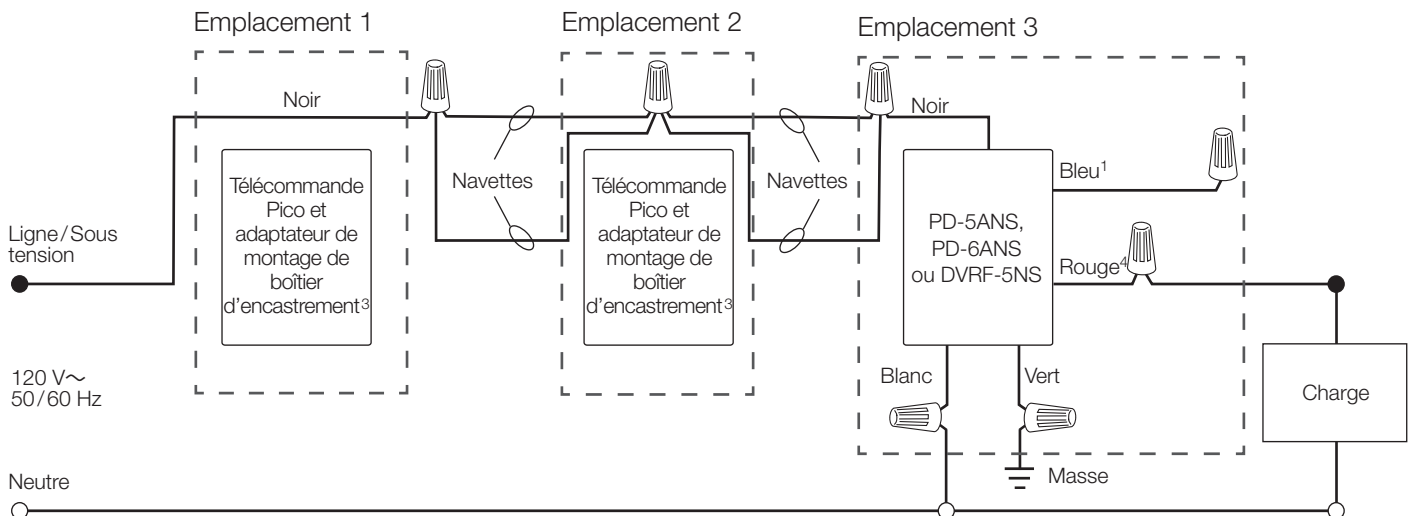 Emplacement 1
Emplacement 2
Emplacement 3
Noir
Noir
Télécommande
Pico et
adaptateur de
montage de
boîtier
d'encastrement³
Navettes
Télécommande
Pico et
adaptateur de
montage de
boîtier
d'encastrement³
Navettes
PD-5ANS,
PD-6ANS
ou DVRF-5NS
Bleu¹
Rouge⁴
Ligne/Sous
tension
120 V~
50/60 Hz
Blanc
Vert
Charge
Masse
Neutre